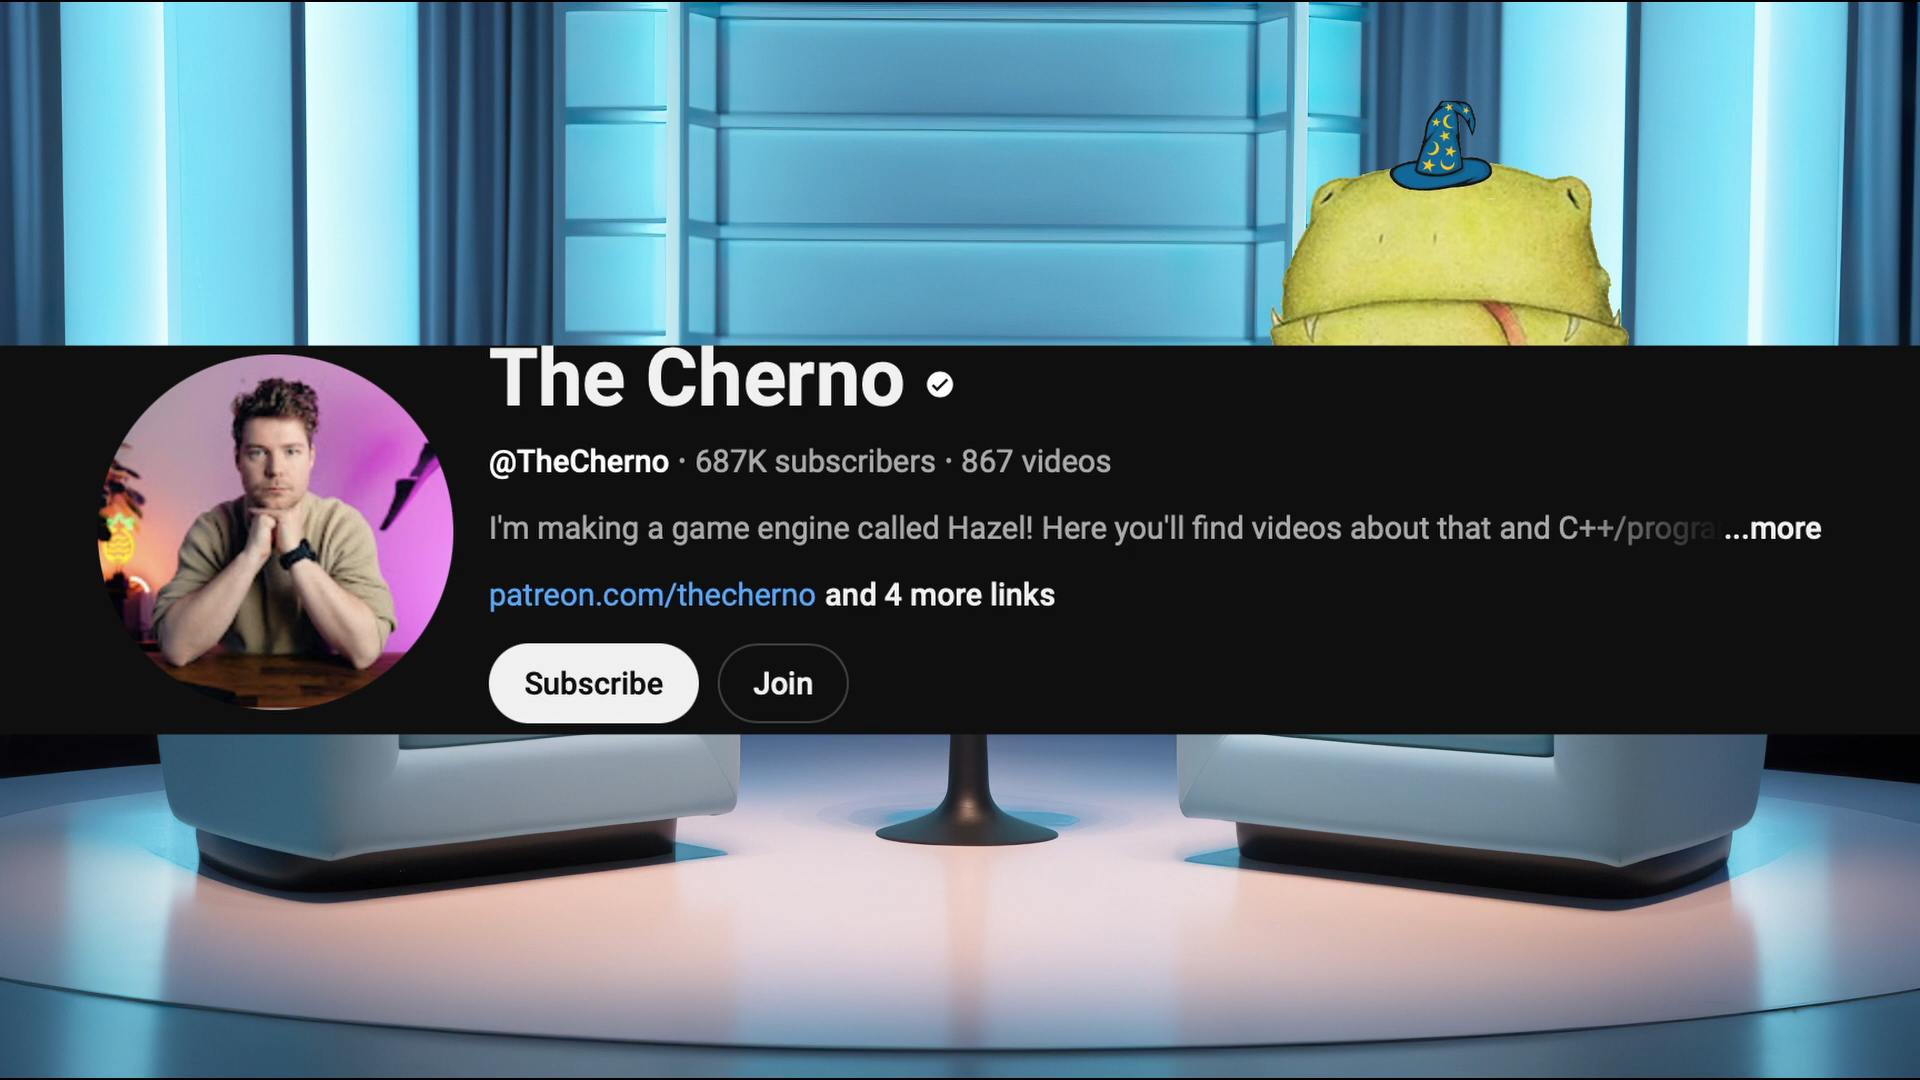 The Cherno
@TheCherno · 687K subscribers · 867 videos
I'm making a game engine called Hazel! Here you'll find videos about that and C++/progra ...more
patreon.com/thecherno and 4 more links
Subscribe Join